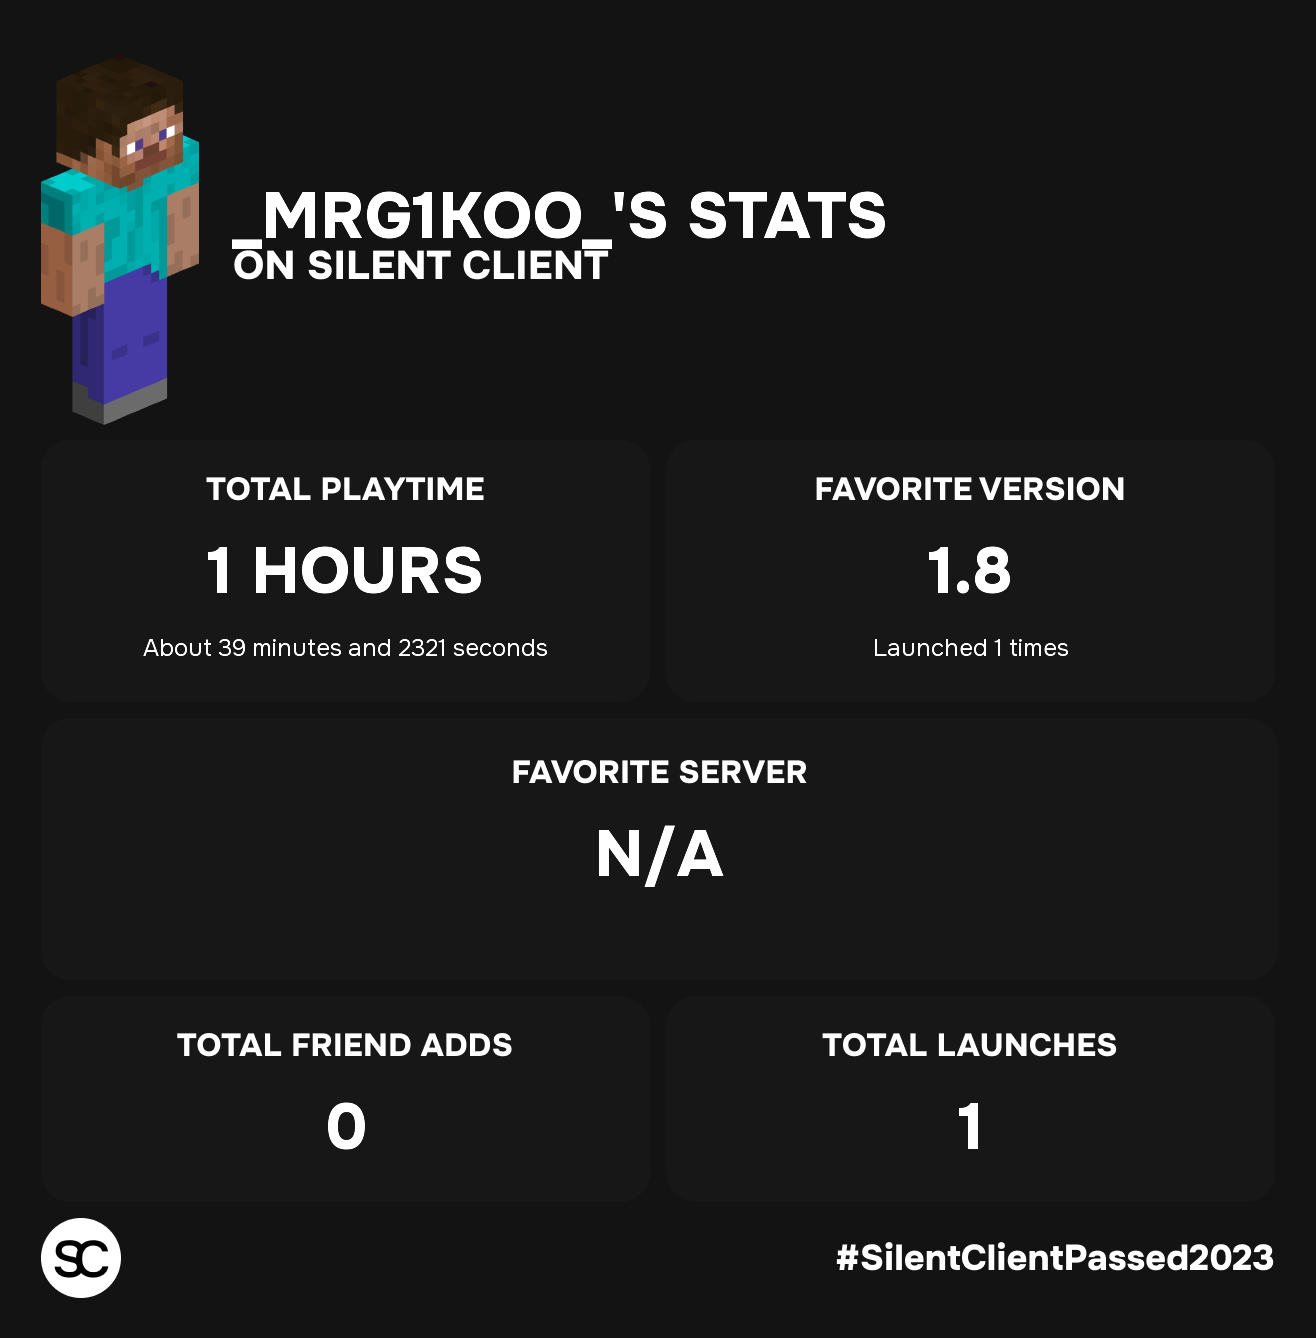 _MRG1KOO_'S STATS
ON SILENT CLIENT
TOTAL PLAYTIME
1 HOURS
About 39 minutes and 2321 seconds
FAVORITE VERSION
1.8
Launched 1 times
FAVORITE SERVER
N/A
TOTAL FRIEND ADDS
0
TOTAL LAUNCHES
1
SC
#SilentClientPassed2023